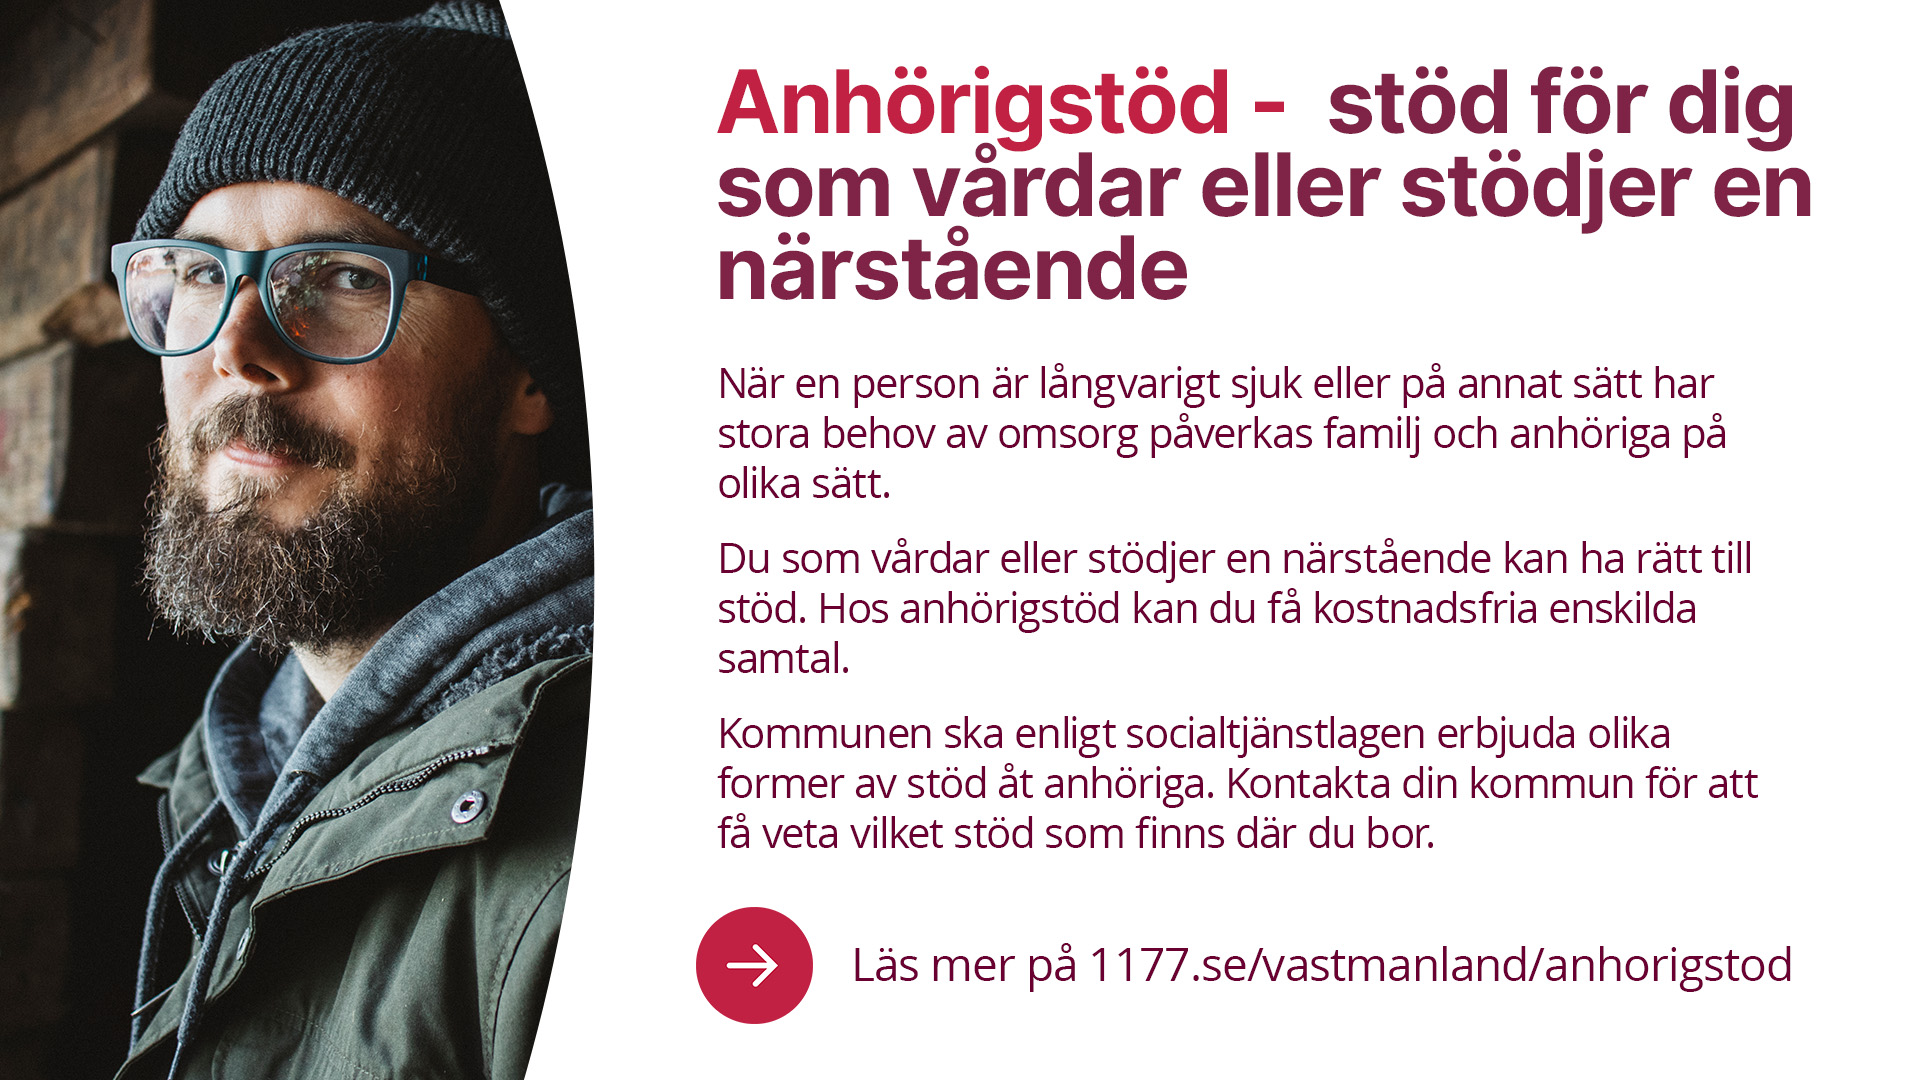 Anhörigstöd - stöd för dig
som vårdar eller stödjer en
närstående
När en person är långvarigt sjuk eller på annat sätt har
stora behov av omsorg påverkas familj och anhöriga på
olika sätt.
Du som vårdar eller stödjer en närstående kan ha rätt till
stöd. Hos anhörigstöd kan du få kostnadsfria enskilda
samtal.
Kommunen ska enligt socialtjänstlagen erbjuda olika
former av stöd åt anhöriga. Kontakta din kommun för att
få veta vilket stöd som finns där du bor.
Läs mer på 1177.se/vastmanland/anhorigstod